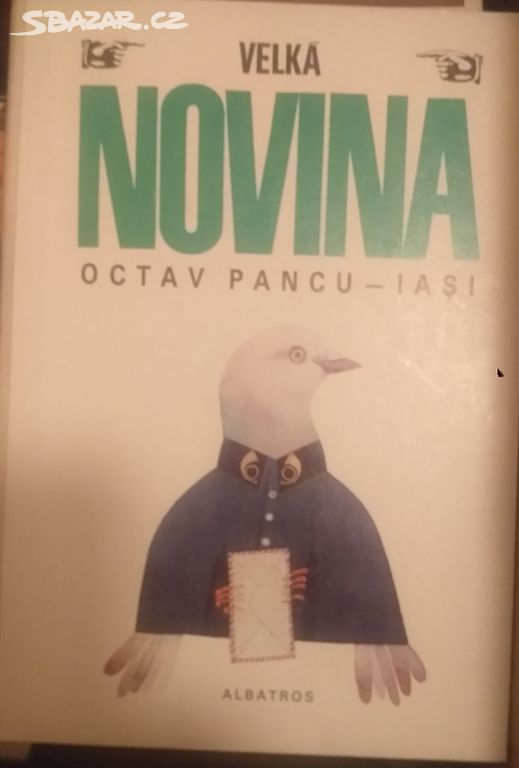 SBAZAR.CZ
VELKÁ
NOVINA
OCTAV PANCU–IAȘI
ALBATROS